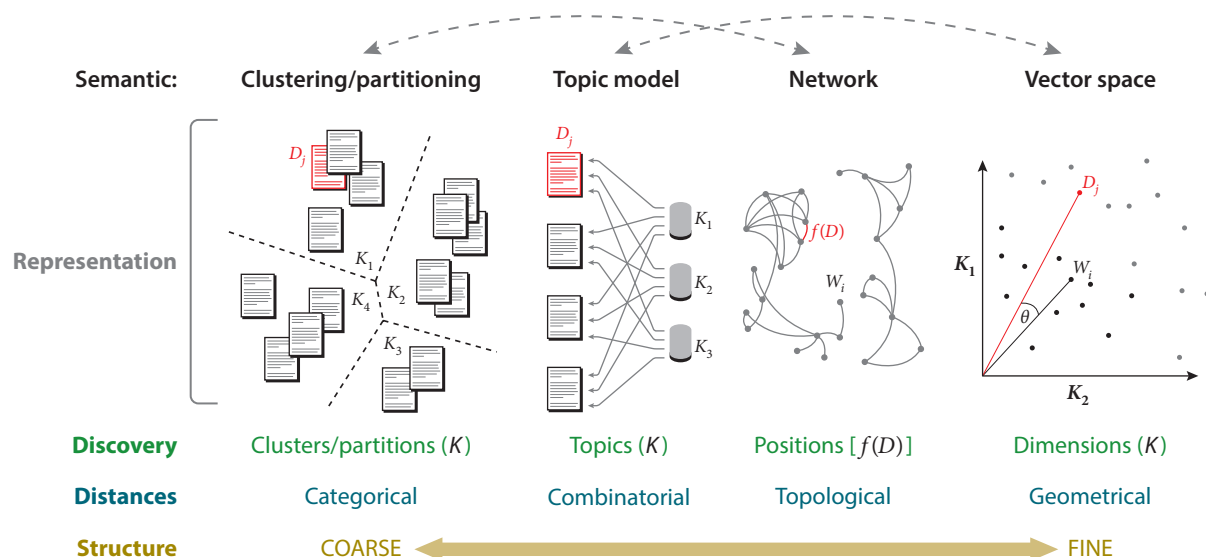 Semantic: Clustering/partitioning Topic model Network Vector space
Representation
D_j
K_1
K_2
K_4
K_3
D_j
K_1
K_2
K_3
f(D)
W_i
D_j
K_1
W_i
θ
K_2
Discovery Clusters/partitions (K) Topics (K) Positions [f(D)] Dimensions (K)
Distances Categorical Combinatorial Topological Geometrical
Structure COARSE FINE